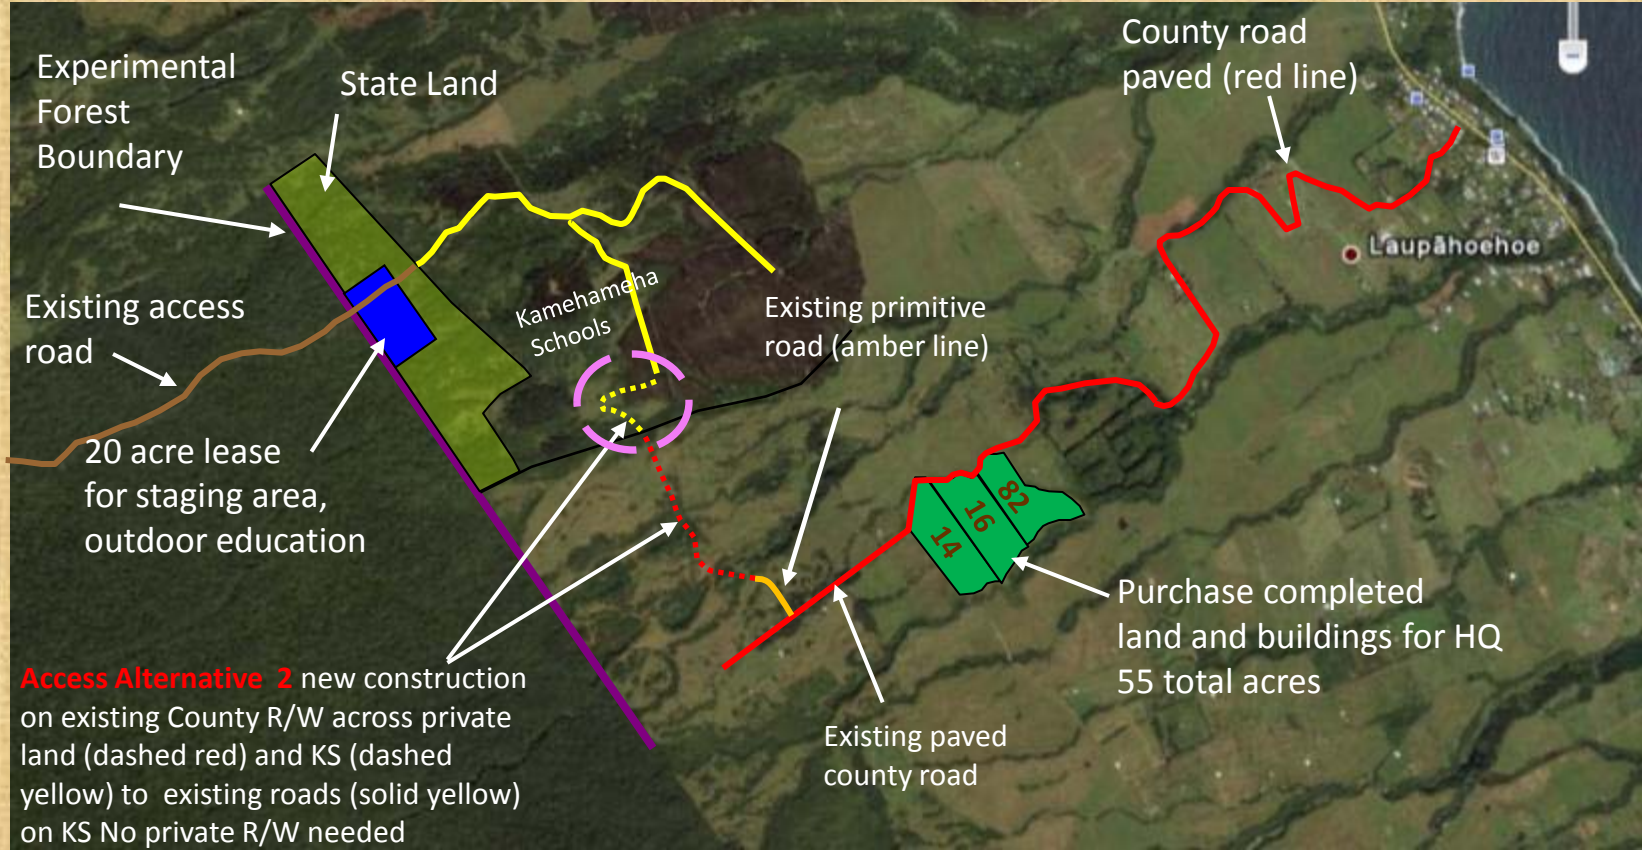 Experimental
Forest
Boundary
State Land
County road
paved (red line)
Laupāhoehoe
Existing access
road
Kamehameha
Schools
Existing primitive
road (amber line)
20 acre lease
for staging area,
outdoor education
14
16
82
Purchase completed
land and buildings for HQ
55 total acres
Access Alternative 2 new construction
on existing County R/W across private
land (dashed red) and KS (dashed
yellow) to existing roads (solid yellow)
on KS No private R/W needed
Existing paved
county road